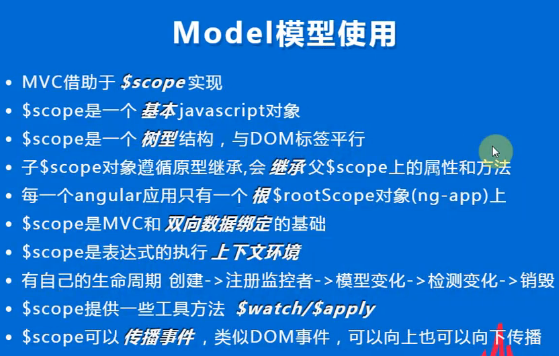 Model模型使用
MVC借助于 $scope实现
$scope是一个 基本javascript对象
$scope是一个 树型结构，与DOM标签平行
子$scope对象遵循原型继承,会 继承父$scope上的属性和方法
每一个angular应用只有一个 根 $rootScope对象(ng-app)上
$scope是MVC和 双向数据绑定的基础
$scope是表达式的执行 上下文环境
有自己的生命周期 创建->注册监控者->模型变化->检测变化->销毁
$scope提供一些工具方法 $watch/$apply
$scope可以 传播事件 ，类似DOM事件，可以向上也可以向下传播